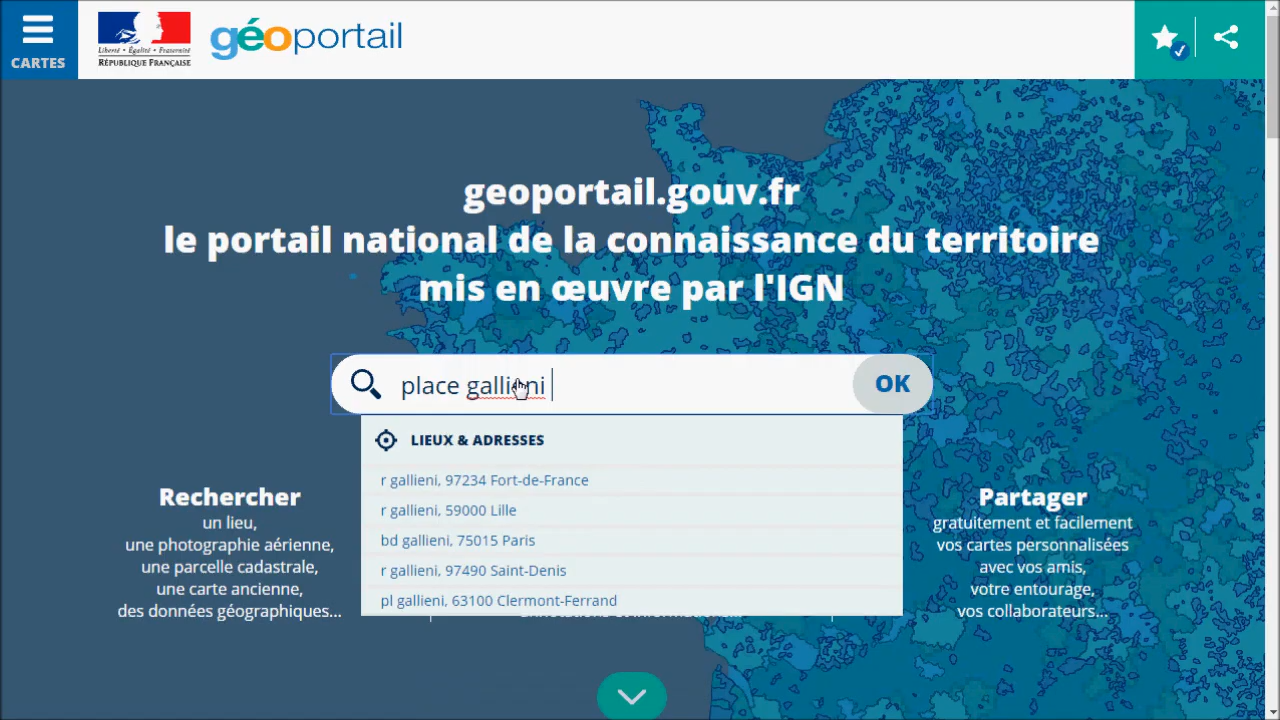 CARTES
Liberté • Égalité • Fraternité
RÉPUBLIQUE FRANÇAISE
géoportail
geoportail.gouv.fr
le portail national de la connaissance du territoire
mis en œuvre par l'IGN
place gallieni
OK
LIEUX & ADRESSES
r gallieni, 97234 Fort-de-France
r gallieni, 59000 Lille
bd gallieni, 75015 Paris
r gallieni, 97490 Saint-Denis
pl gallieni, 63100 Clermont-Ferrand
Rechercher
un lieu,
une photographie aérienne,
une parcelle cadastrale,
une carte ancienne,
des données géographiques...
Partager
gratuitement et facilement
vos cartes personnalisées
avec vos amis,
votre entourage,
vos collaborateurs...